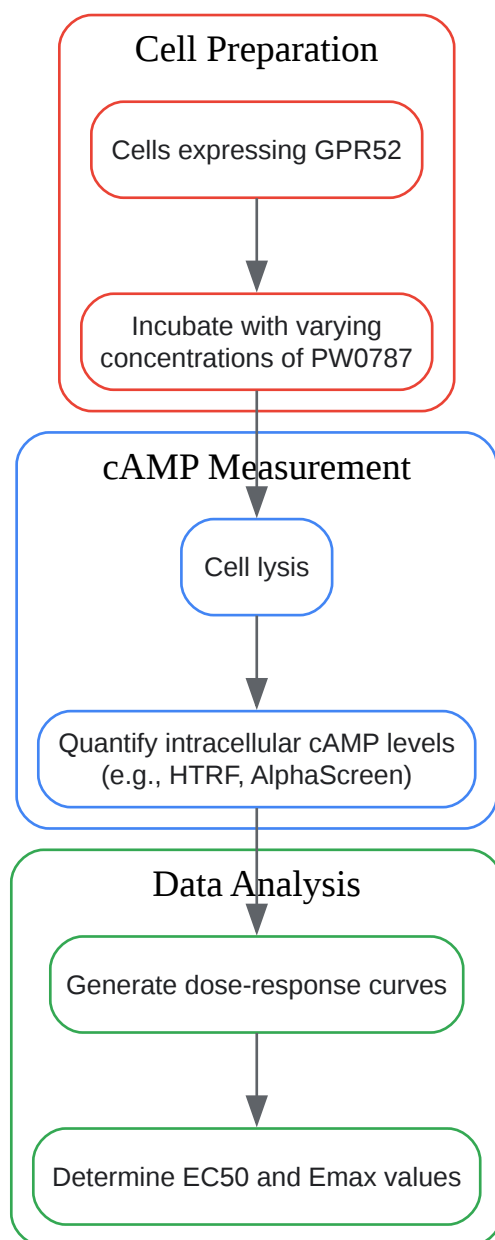 Cell Preparation
Cells expressing GPR52
Incubate with varying
concentrations of PW0787
cAMP Measurement
Cell lysis
Quantify intracellular cAMP levels
(e.g., HTRF, AlphaScreen)
Data Analysis
Generate dose-response curves
Determine EC50 and Emax values